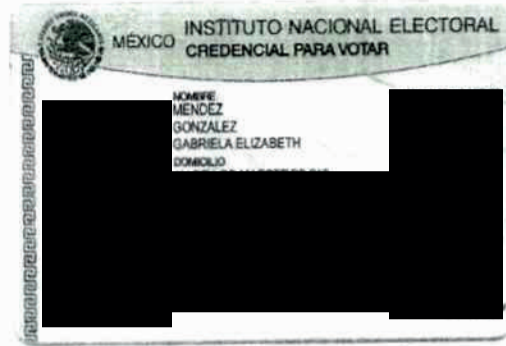 MÉXICO
INSTITUTO NACIONAL ELECTORAL
CREDENCIAL PARA VOTAR
NOMBRE
MENDEZ
GONZALEZ
GABRIELA ELIZABETH
DOMICILIO